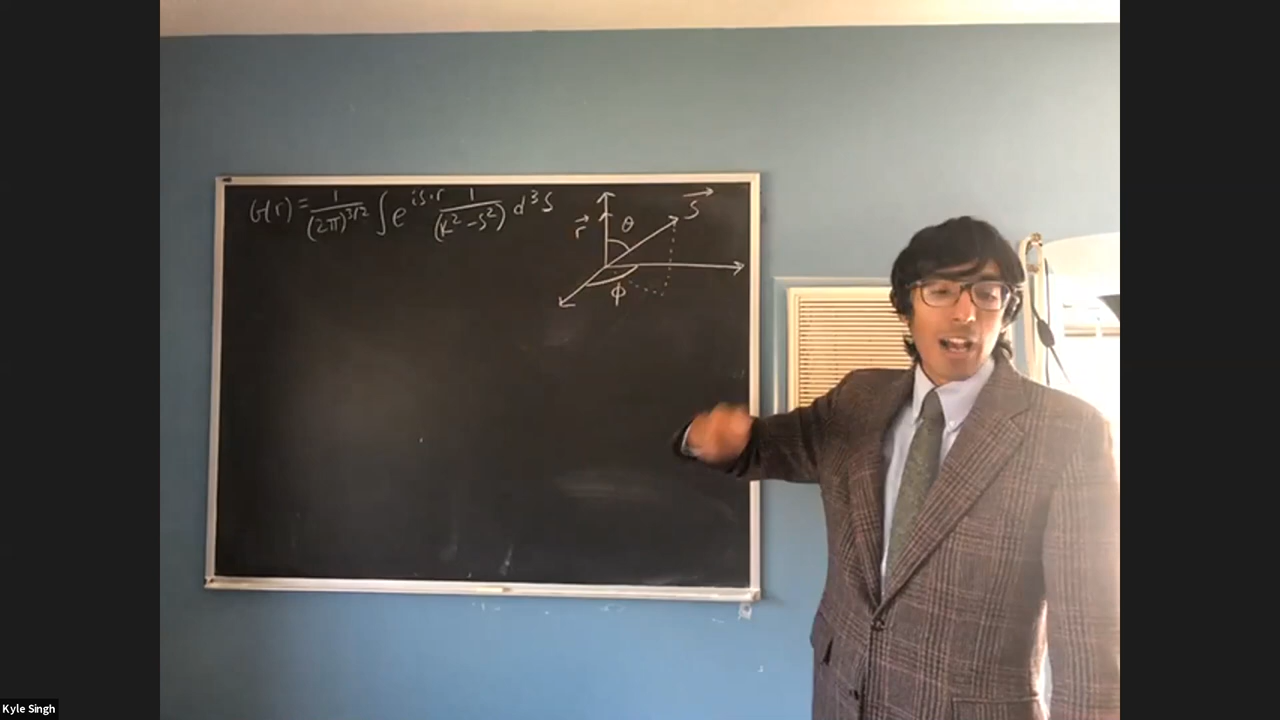 G(r) = 1/(2π)^3/2 ∫ e^is·r 1/(k² - s²) d³s
r⃗
θ
s⃗
ϕ
Kyle Singh